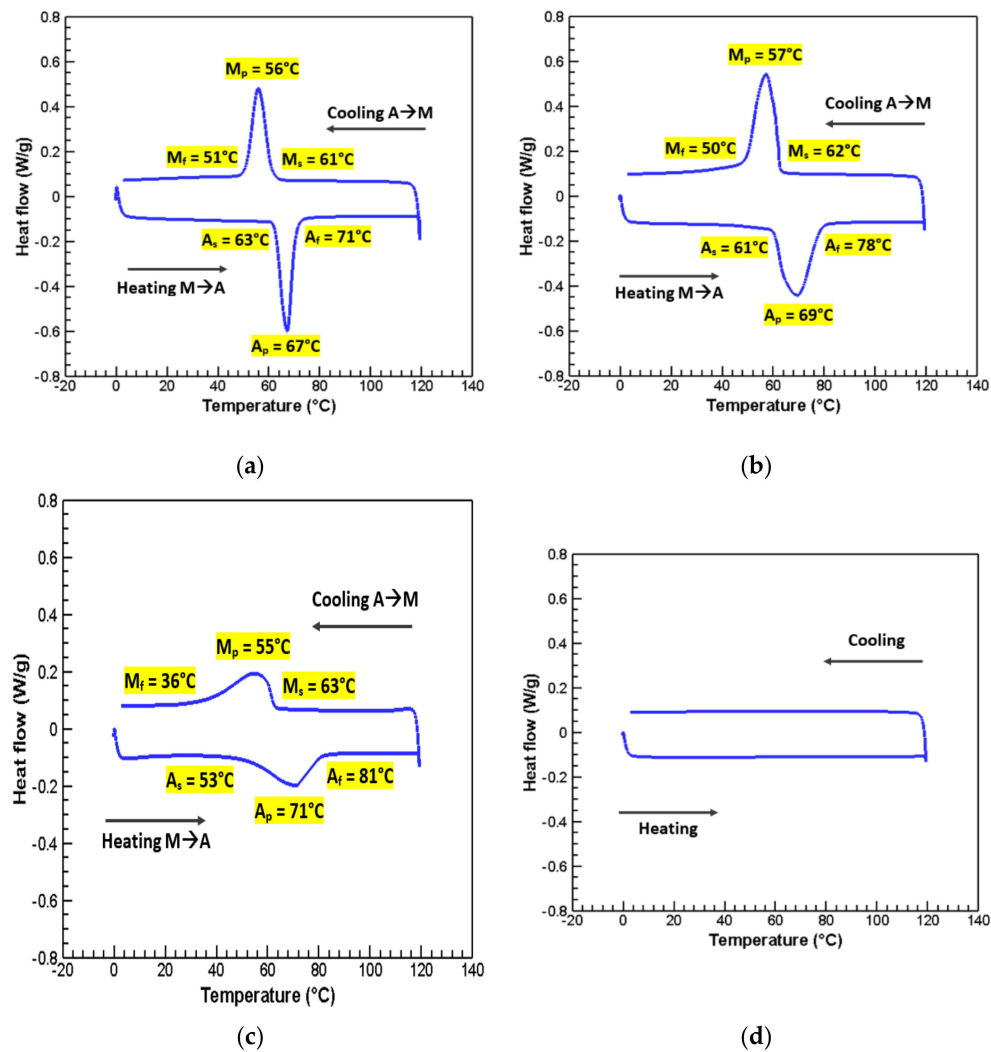 0.8
0.6
0.4
0.2
0
-0.2
-0.4
-0.6
-0.8
-20 0 20 40 60 80 100 120 140
Heat flow (W/g)
Temperature (°C)
Mp = 56°C
Cooling A→M
Mf = 51°C
Ms = 61°C
As = 63°C
Af = 71°C
Heating M→A
Ap = 67°C
(a)
0.8
0.6
0.4
0.2
0
-0.2
-0.4
-0.6
-0.8
-20 0 20 40 60 80 100 120 140
Heat flow (W/g)
Temperature (°C)
Mp = 57°C
Cooling A→M
Mf = 50°C
Ms = 62°C
As = 61°C
Af = 78°C
Heating M→A
Ap = 69°C
(b)
0.8
0.6
0.4
0.2
0
-0.2
-0.4
-0.6
-0.8
-20 0 20 40 60 80 100 120 140
Heat flow (W/g)
Temperature (°C)
Cooling A→M
Mp = 55°C
Mf = 36°C
Ms = 63°C
As = 53°C
Af = 81°C
Ap = 71°C
Heating M→A
(c)
0.8
0.6
0.4
0.2
0
-0.2
-0.4
-0.6
-0.8
-20 0 20 40 60 80 100 120 140
Heat flow (W/g)
Temperature (°C)
Cooling
Heating
(d)